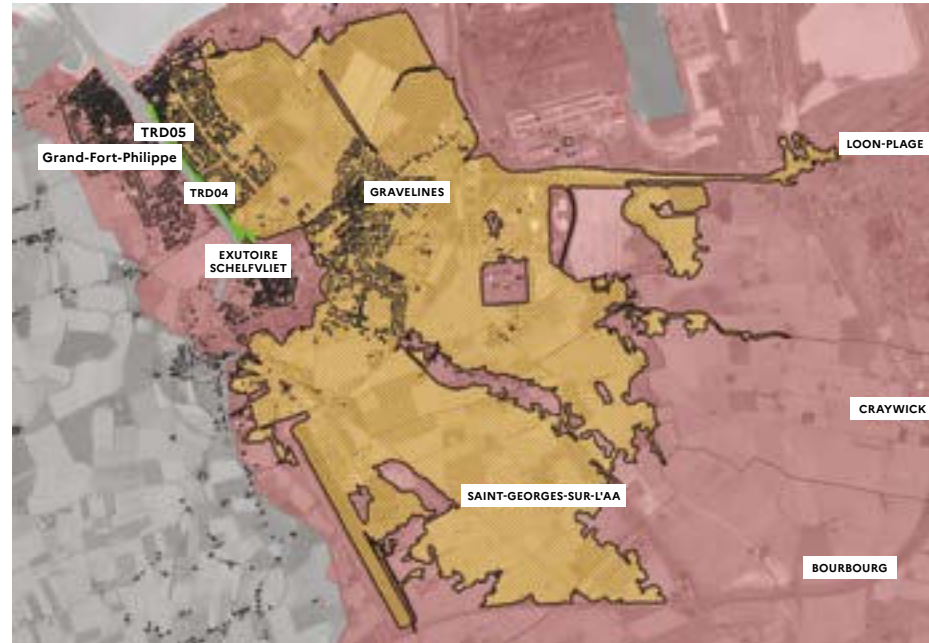 TRD05
LOON-PLAGE
Grand-Fort-Philippe
TRD04
GRAVELINES
EXUTOIRE
SCHELFVLIET
CRAYWICK
SAINT-GEORGES-SUR-L'AA
BOURBOURG